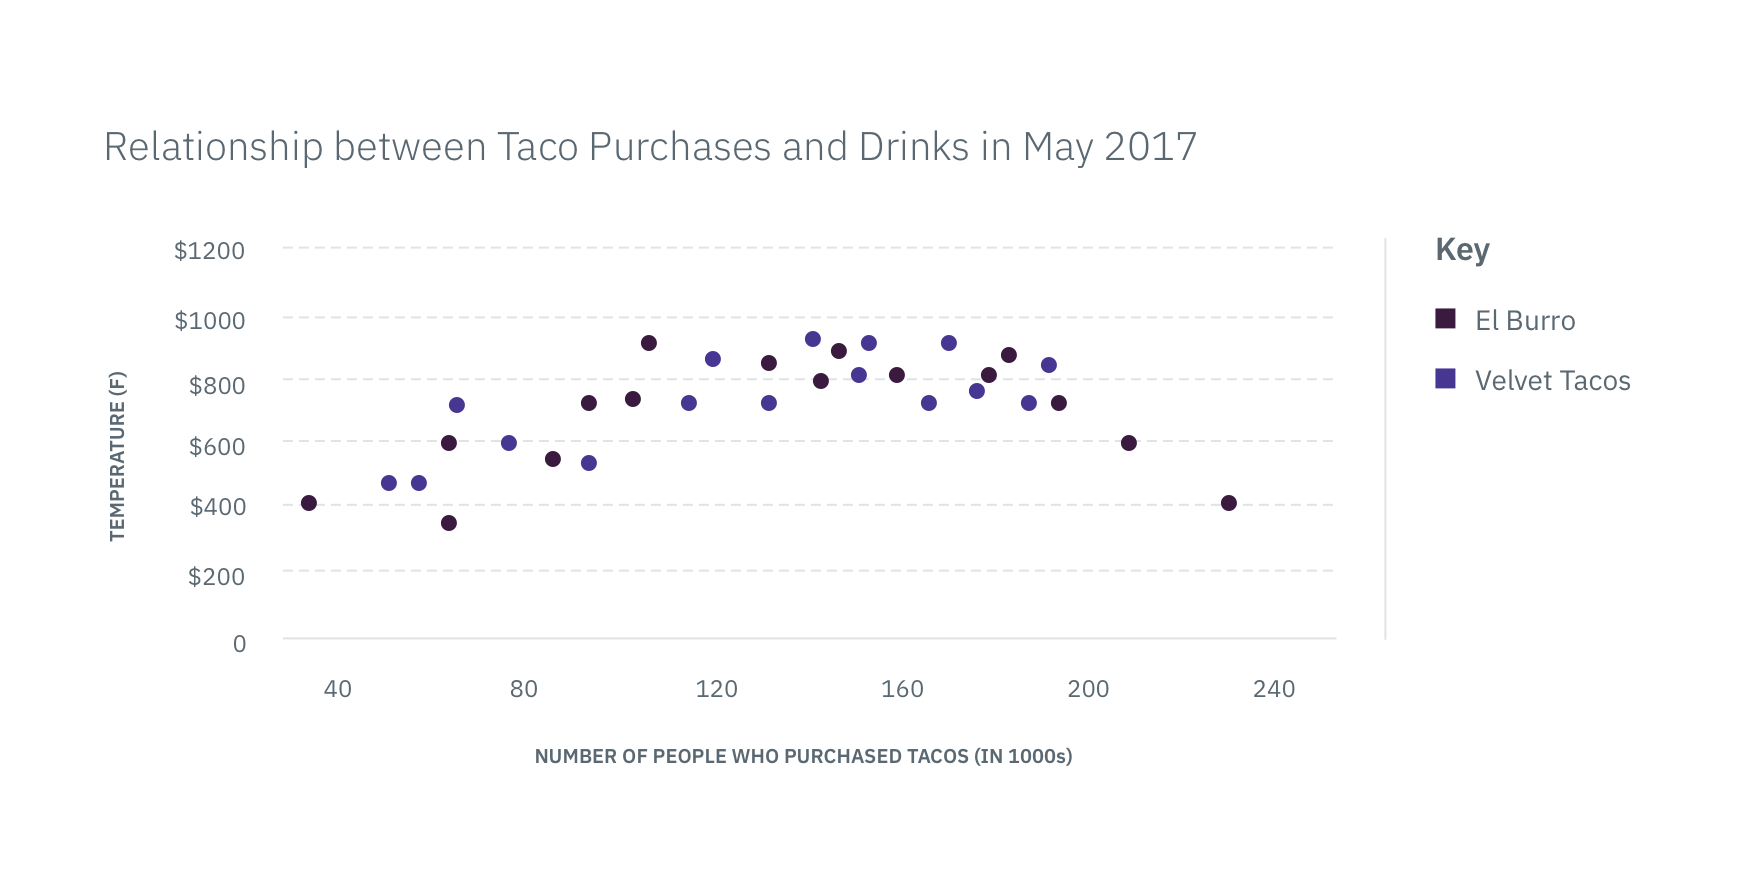 Relationship between Taco Purchases and Drinks in May 2017
TEMPERATURE (F)
$1200
$1000
$800
$600
$400
$200
0
40 80 120 160 200 240
NUMBER OF PEOPLE WHO PURCHASED TACOS (IN 1000s)
Key
El Burro
Velvet Tacos